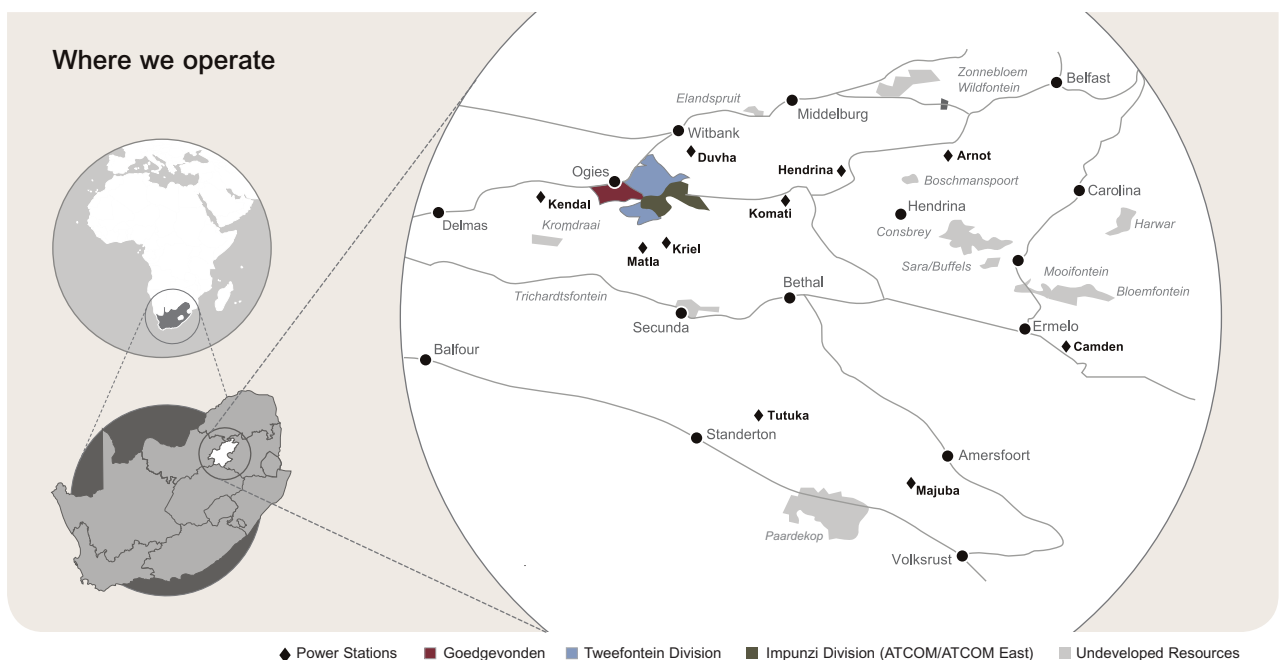 Where we operate
Zonnebloem
Wildfontein
Belfast
Elandspruit
Middelburg
Witbank
Duvha
Arnot
Ogies
Hendrina
Boschmanspoort
Carolina
Kendal
Komati
Hendrina
Delmas
Kromdraai
Consbrey
Harwar
Kriel
Matla
Sara/Buffels
Mooifontein
Bethal
Trichardtsfontein
Bloemfontein
Secunda
Ermelo
Camden
Balfour
Tutuka
Standerton
Amersfoort
Majuba
Paardekop
Volksrust
Power Stations Goedgevonden Tweefontein Division Impunzi Division (ATCOM/ATCOM East) Undeveloped Resources